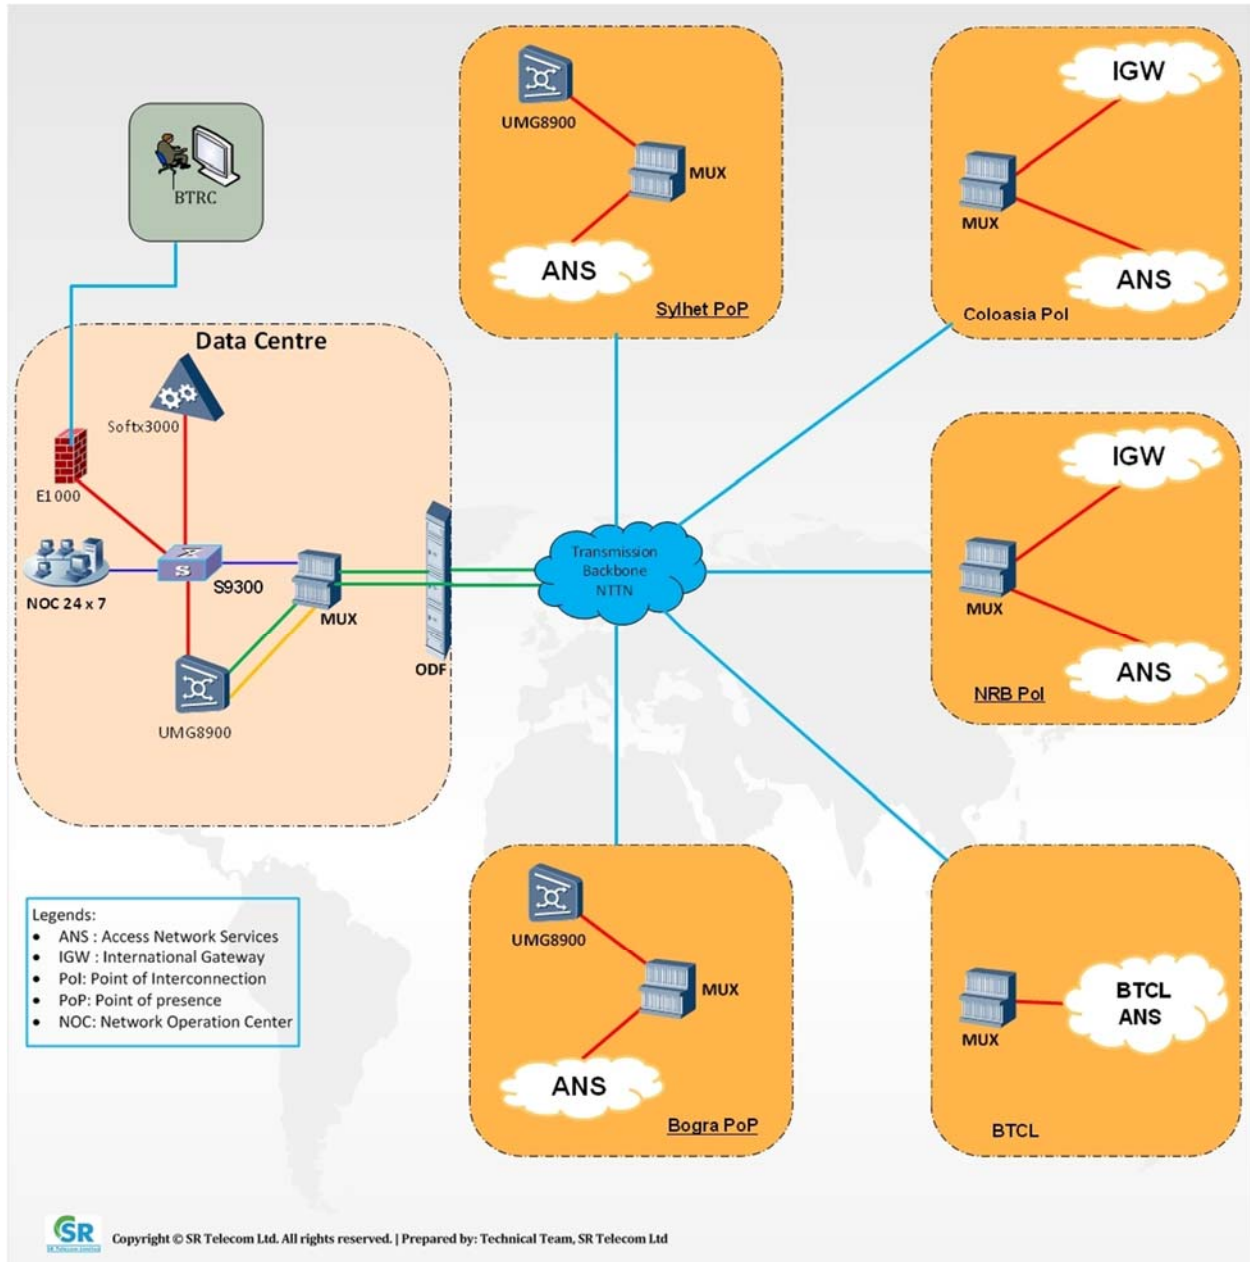 UMG8900
MUX
ANS
Sylhet PoP
IGW
MUX
ANS
Coloasia PoI
BTRC
Data Centre
Softx3000
E1000
NOC 24 x 7
S9300
MUX
UMG8900
ODF
Transmission
Backbone
NTTN
IGW
MUX
ANS
NRB PoI
UMG8900
MUX
ANS
Bogra PoP
MUX
BTCL
ANS
BTCL
Legends:
• ANS : Access Network Services
• IGW : International Gateway
• PoI: Point of Interconnection
• PoP: Point of presence
• NOC: Network Operation Center
SR
SR Telecom Limited
Copyright © SR Telecom Ltd. All rights reserved. | Prepared by: Technical Team, SR Telecom Ltd